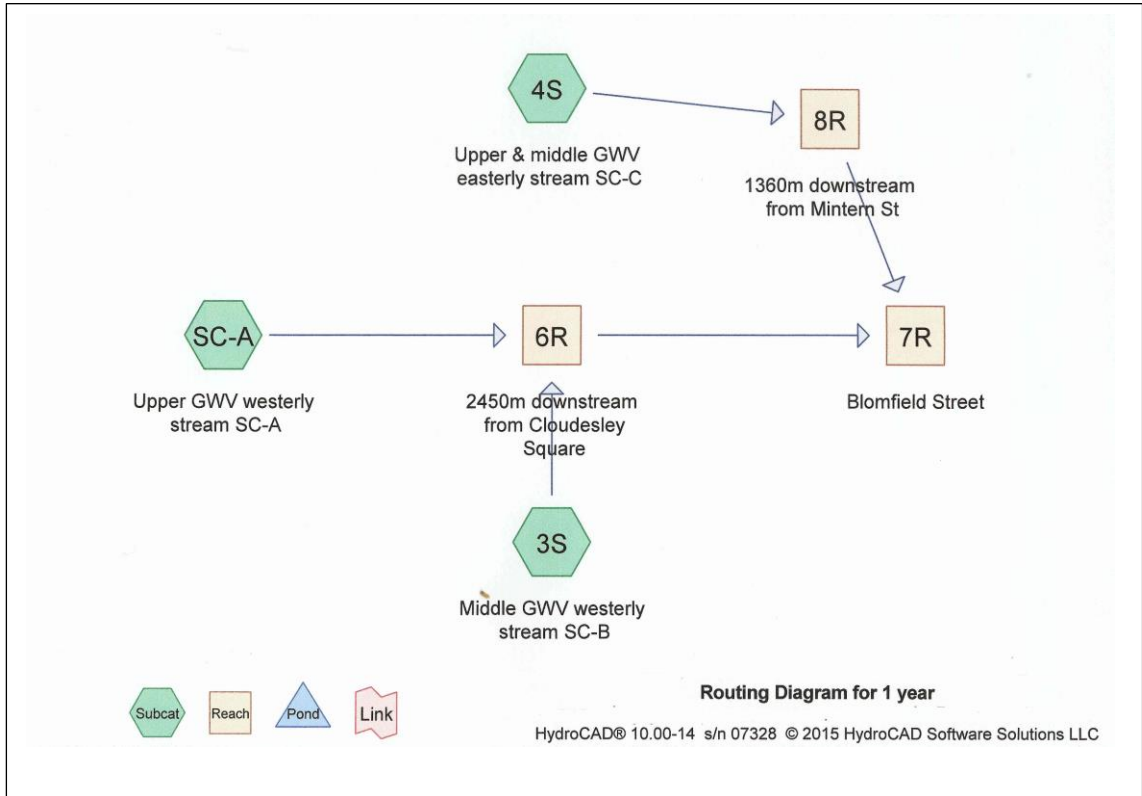 4S
8R
Upper & middle GWV
easterly stream SC-C
1360m downstream
from Mintern St
SC-A
6R
7R
Upper GWV westerly
stream SC-A
2450m downstream
from Cloudesley
Square
Blomfield Street
3S
Middle GWV westerly
stream SC-B
Subcat
Reach
Pond
Link
Routing Diagram for 1 year
HydroCAD® 10.00-14 s/n 07328 © 2015 HydroCAD Software Solutions LLC